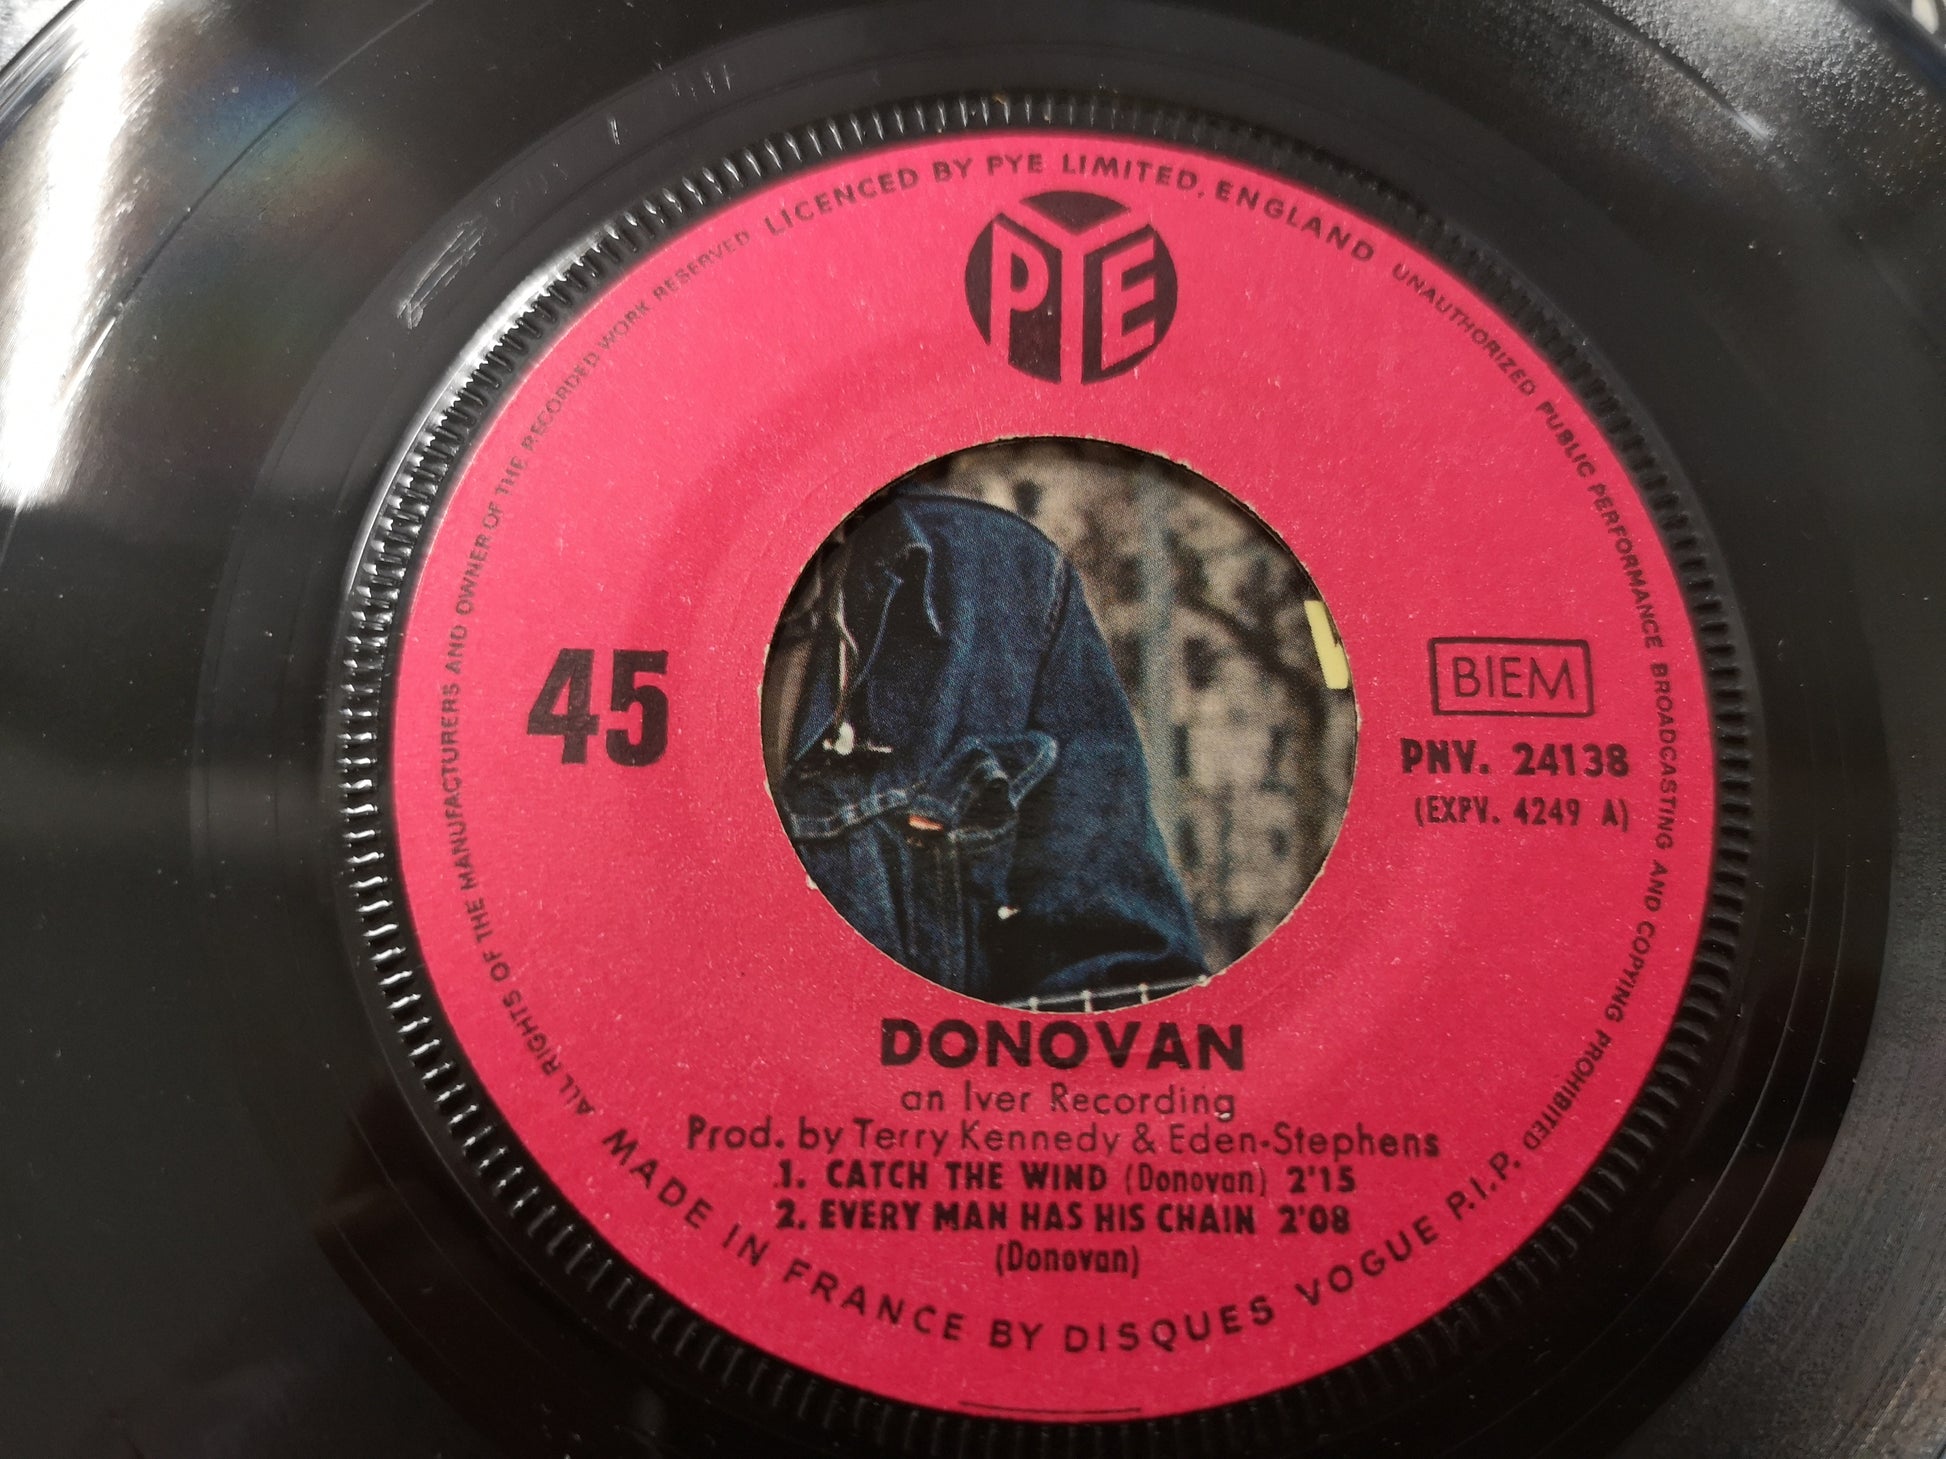 ALL RIGHTS OF THE MANUFACTURERS AND OWNER OF THE RECORDED WORK RESERVED LICENCED BY PYE LIMITED, ENGLAND UNAUTHORIZED PUBLIC PERFORMANCE BROADCASTING AND COPYING PROHIBITED
PYE
45
BIEM
PNV. 24138
(EXPV. 4249 A)
DONOVAN
an Iver Recording
Prod. by Terry Kennedy & Eden-Stephens
1. CATCH THE WIND (Donovan) 2'15
2. EVERY MAN HAS HIS CHAIN 2'08
(Donovan)
MADE IN FRANCE BY DISQUES VOGUE P.I.P.